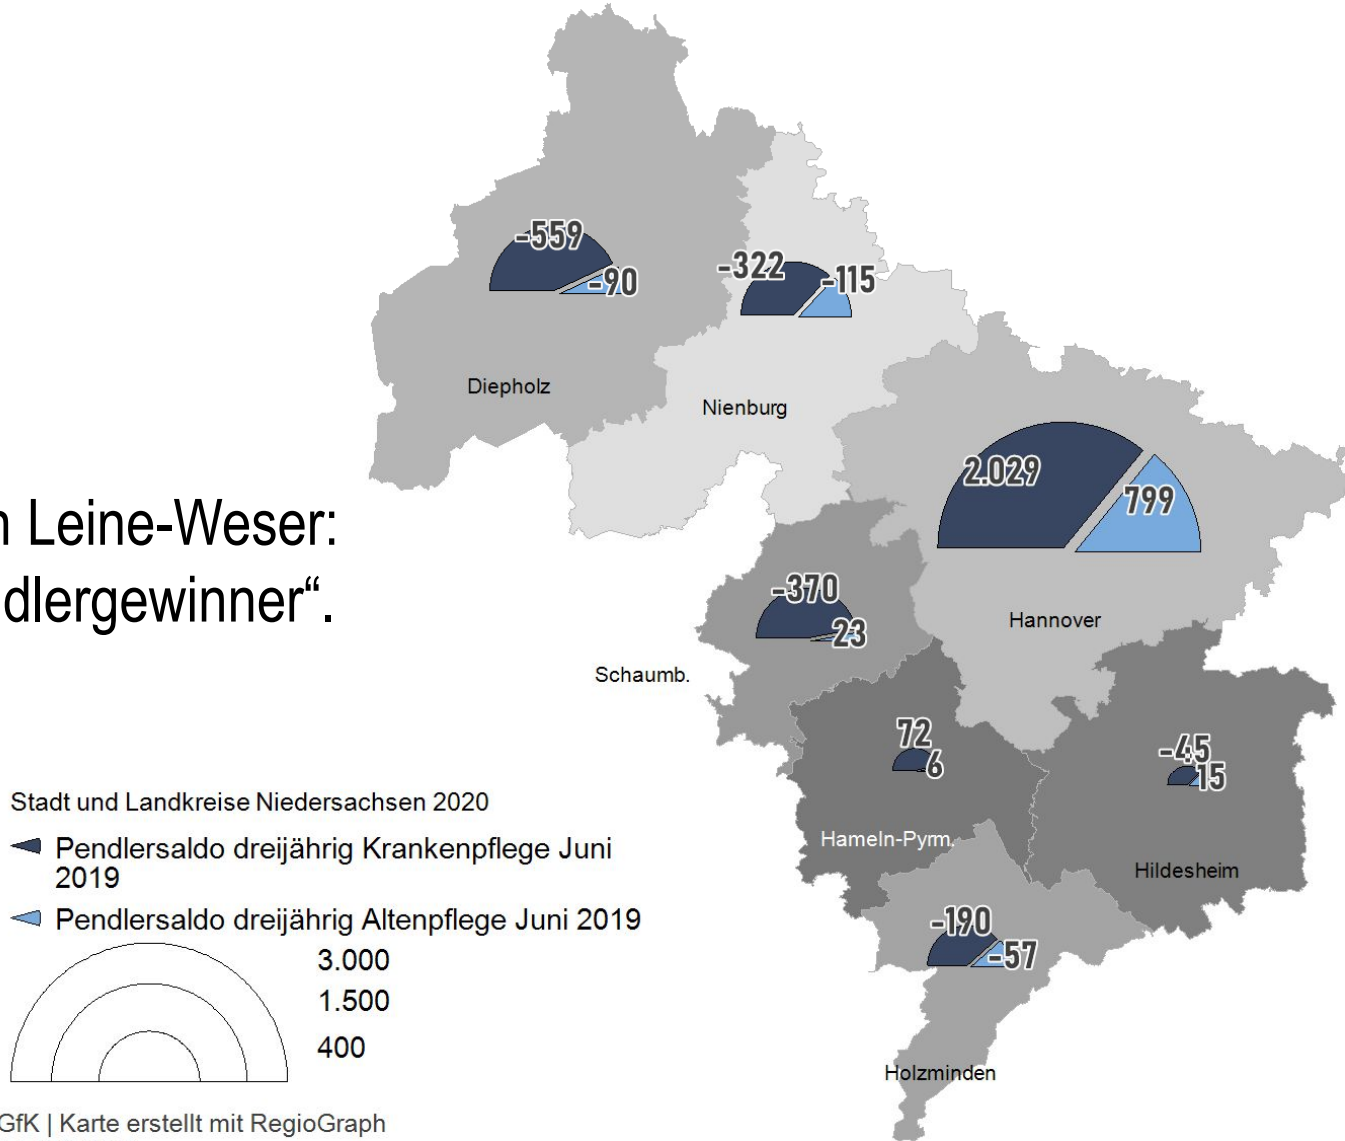 -559
-90
-322
-115
Diepholz
Nienburg
2.029
799
Leine-Weser:
dlergewinner“.
-370
23
Hannover
Schaumb.
72
6
-45
15
Stadt und Landkreise Niedersachsen 2020
Pendlersaldo dreijährig Krankenpflege Juni
2019
Hameln-Pyrm.
Hildesheim
Pendlersaldo dreijährig Altenpflege Juni 2019
-190
-57
3.000
1.500
400
Holzminden
GfK | Karte erstellt mit RegioGraph